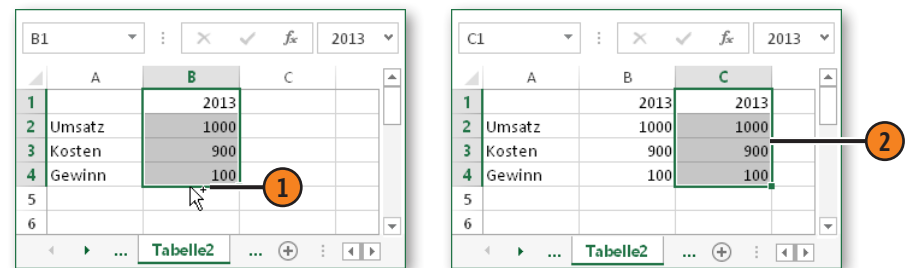 B1 fx 2013
A B C
1 2013
2 Umsatz 1000
3 Kosten 900
4 Gewinn 100
5
6
... Tabelle2 ...
1
C1 fx 2013
A B C
1 2013 2013
2 Umsatz 1000 1000
3 Kosten 900 900
4 Gewinn 100 100
5
6
... Tabelle2 ...
2